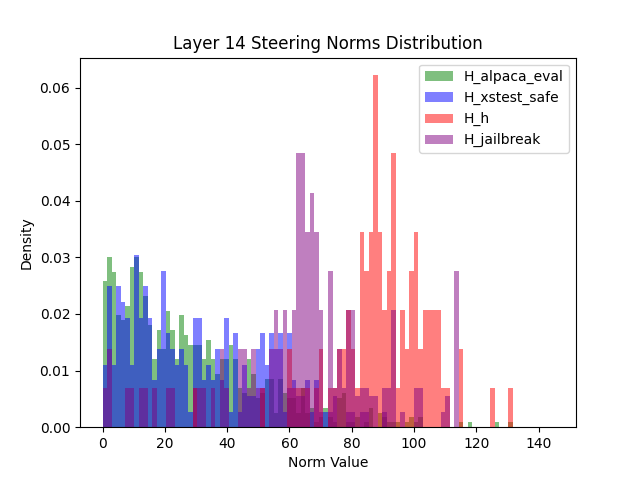 Layer 14 Steering Norms Distribution
H_alpaca_eval
H_xstest_safe
H_h
H_jailbreak
Density
0.06
0.05
0.04
0.03
0.02
0.01
0.00
0 20 40 60 80 100 120 140
Norm Value